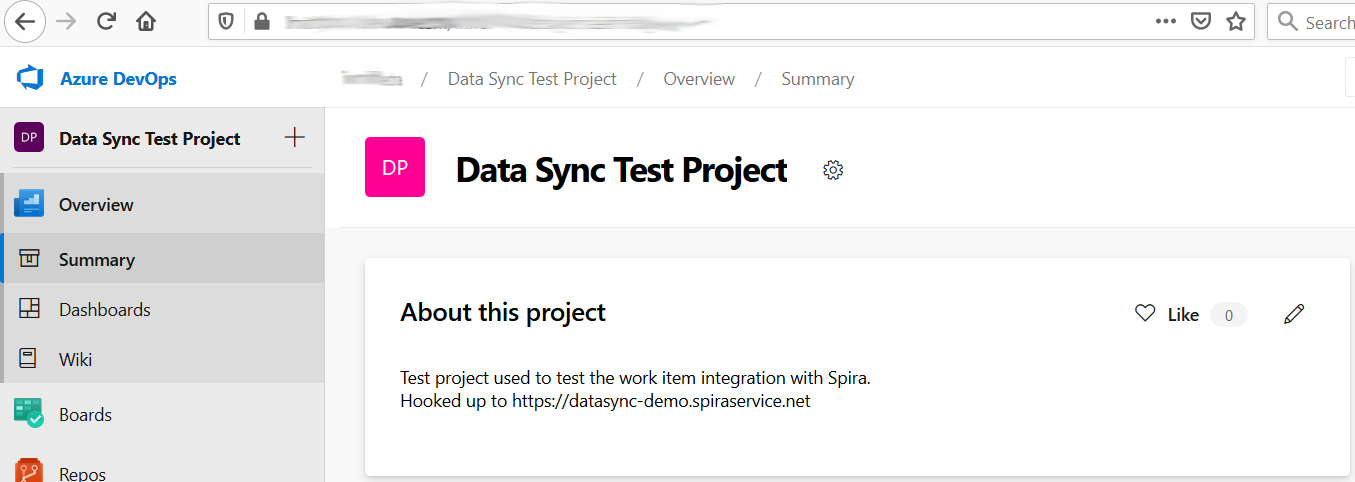 Search
Azure DevOps
/ Data Sync Test Project / Overview / Summary
DP Data Sync Test Project
DP Data Sync Test Project
Overview
Summary
Dashboards
Wiki
Boards
Repos
About this project
Like 0
Test project used to test the work item integration with Spira.
Hooked up to https://datasync-demo.spiraservice.net